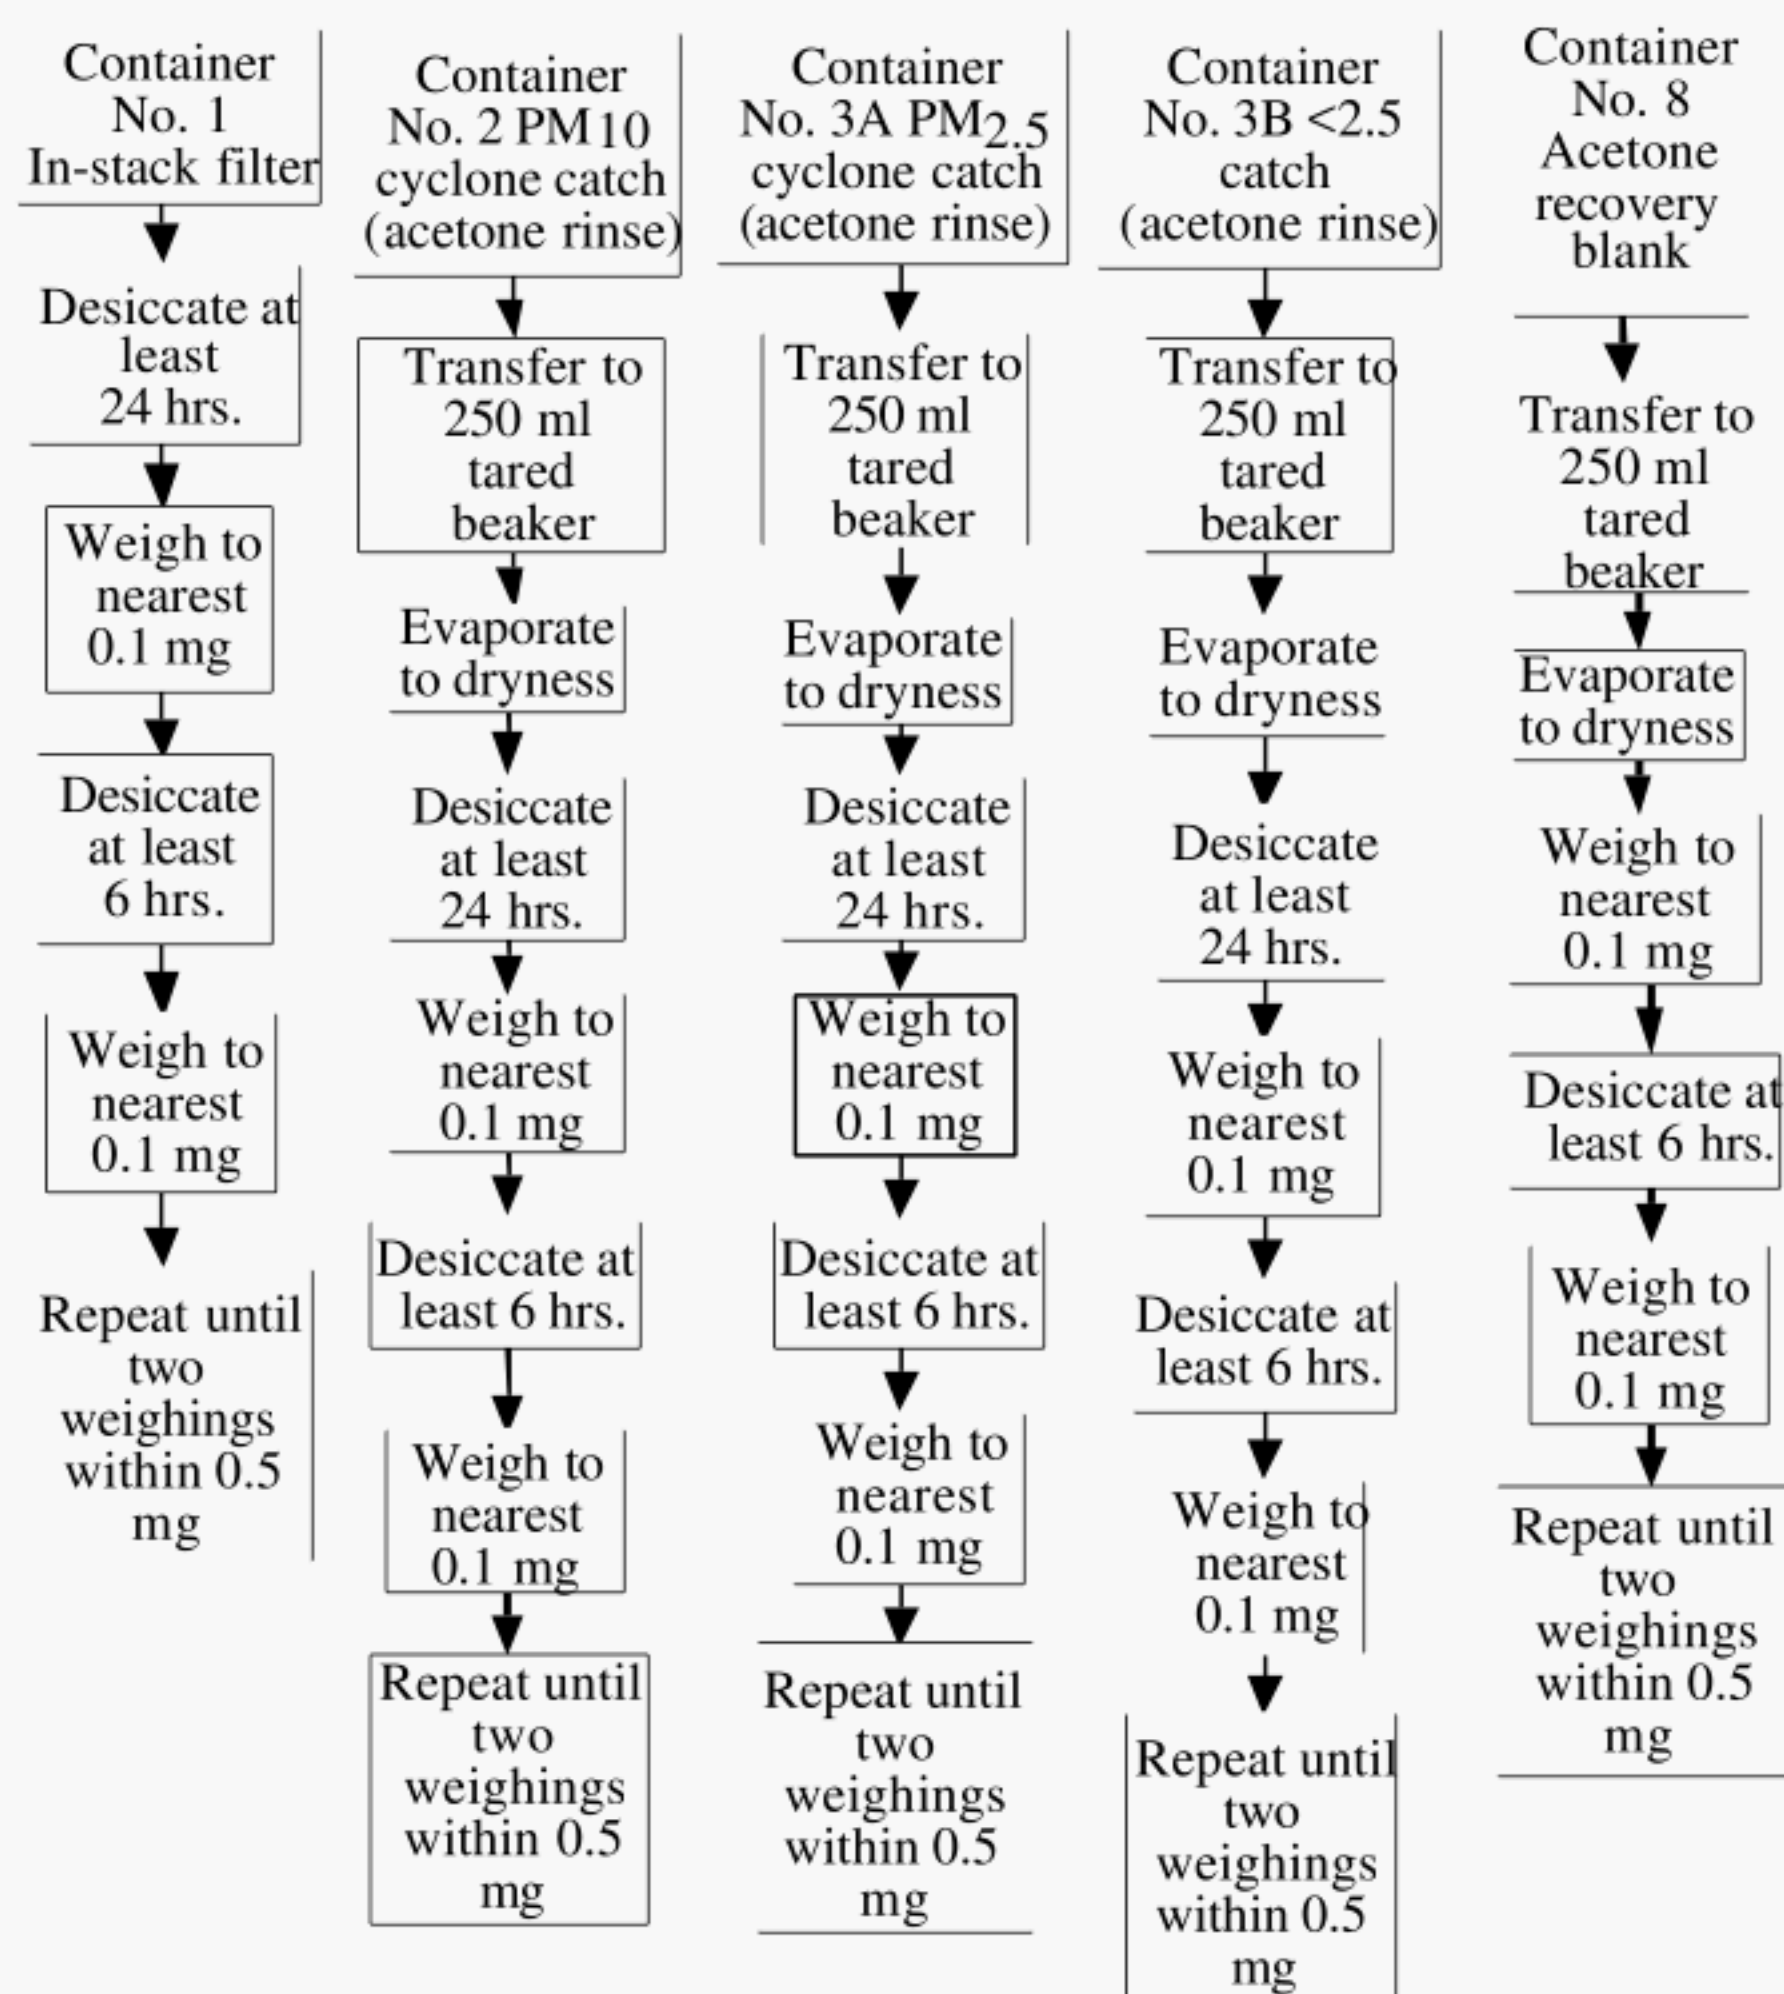 Container
No. 1
In-stack filter
Desiccate at
least
24 hrs.
Weigh to
nearest
0.1 mg
Desiccate
at least
6 hrs.
Weigh to
nearest
0.1 mg
Repeat until
two
weighings
within 0.5
mg
Container
No. 2 PM10
cyclone catch
(acetone rinse)
Transfer to
250 ml
tared
beaker
Evaporate
to dryness
Desiccate
at least
24 hrs.
Weigh to
nearest
0.1 mg
Desiccate at
least 6 hrs.
Weigh to
nearest
0.1 mg
Repeat until
two
weighings
within 0.5
mg
Container
No. 3A PM2.5
cyclone catch
(acetone rinse)
Transfer to
250 ml
tared
beaker
Evaporate
to dryness
Desiccate
at least
24 hrs.
Weigh to
nearest
0.1 mg
Desiccate at
least 6 hrs.
Weigh to
nearest
0.1 mg
Repeat until
two
weighings
within 0.5
mg
Container
No. 3B <2.5
catch
(acetone rinse)
Transfer to
250 ml
tared
beaker
Evaporate
to dryness
Desiccate
at least
24 hrs.
Weigh to
nearest
0.1 mg
Desiccate at
least 6 hrs.
Weigh to
nearest
0.1 mg
Repeat until
two
weighings
within 0.5
mg
Container
No. 8
Acetone
recovery
blank
Transfer to
250 ml
tared
beaker
Evaporate
to dryness
Weigh to
nearest
0.1 mg
Desiccate at
least 6 hrs.
Weigh to
nearest
0.1 mg
Repeat until
two
weighings
within 0.5
mg